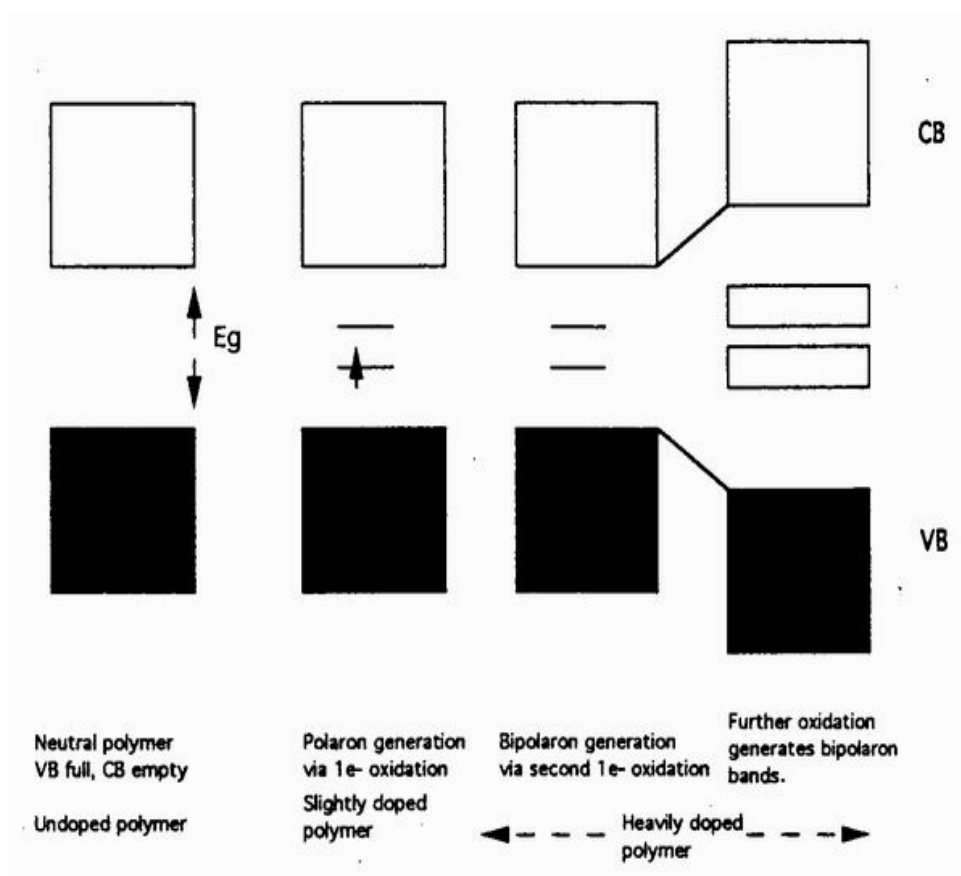 CB
Eg
VB
Neutral polymer
VB full, CB empty
Undoped polymer
Polaron generation
via 1e- oxidation
Slightly doped
polymer
Bipolaron generation
via second 1e- oxidation
Further oxidation
generates bipolaron
bands.
Heavily doped
polymer